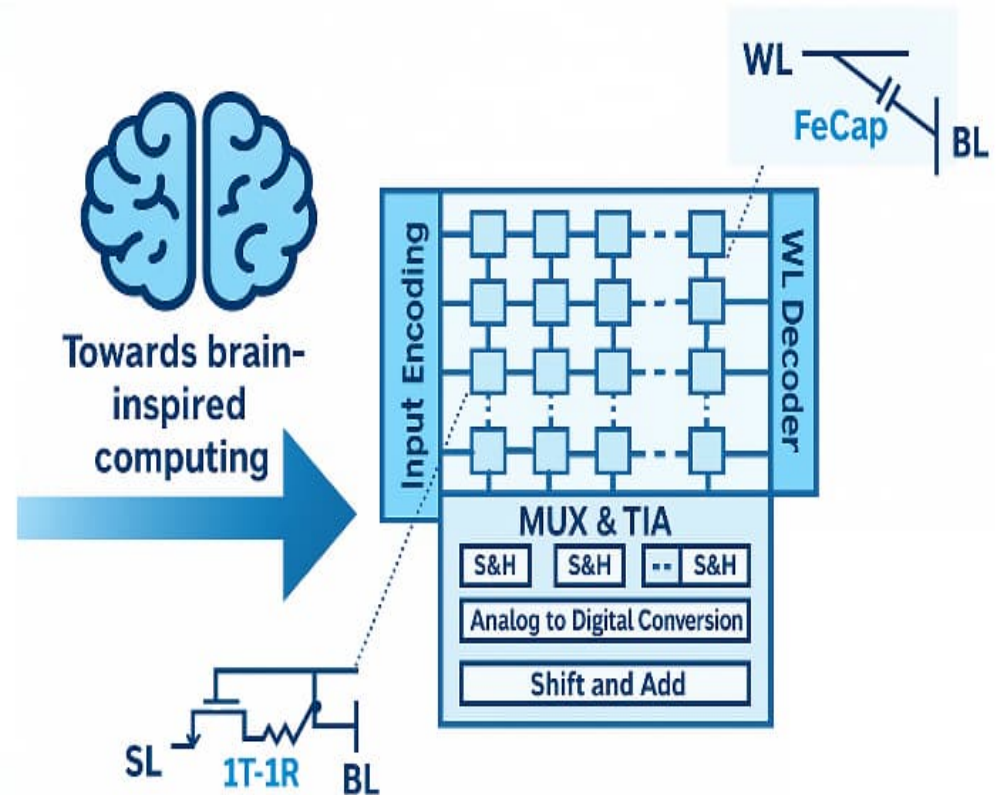 WL
FeCap
BL
Towards brain-
inspired
computing
Input Encoding
WL Decoder
MUX & TIA
S&H S&H -- S&H
Analog to Digital Conversion
Shift and Add
SL
1T-1R
BL